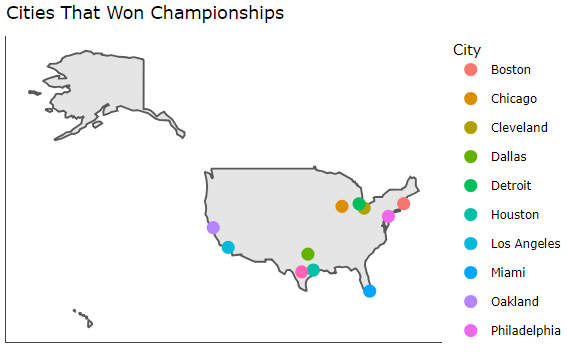 Cities That Won Championships
City
Boston
Chicago
Cleveland
Dallas
Detroit
Houston
Los Angeles
Miami
Oakland
Philadelphia